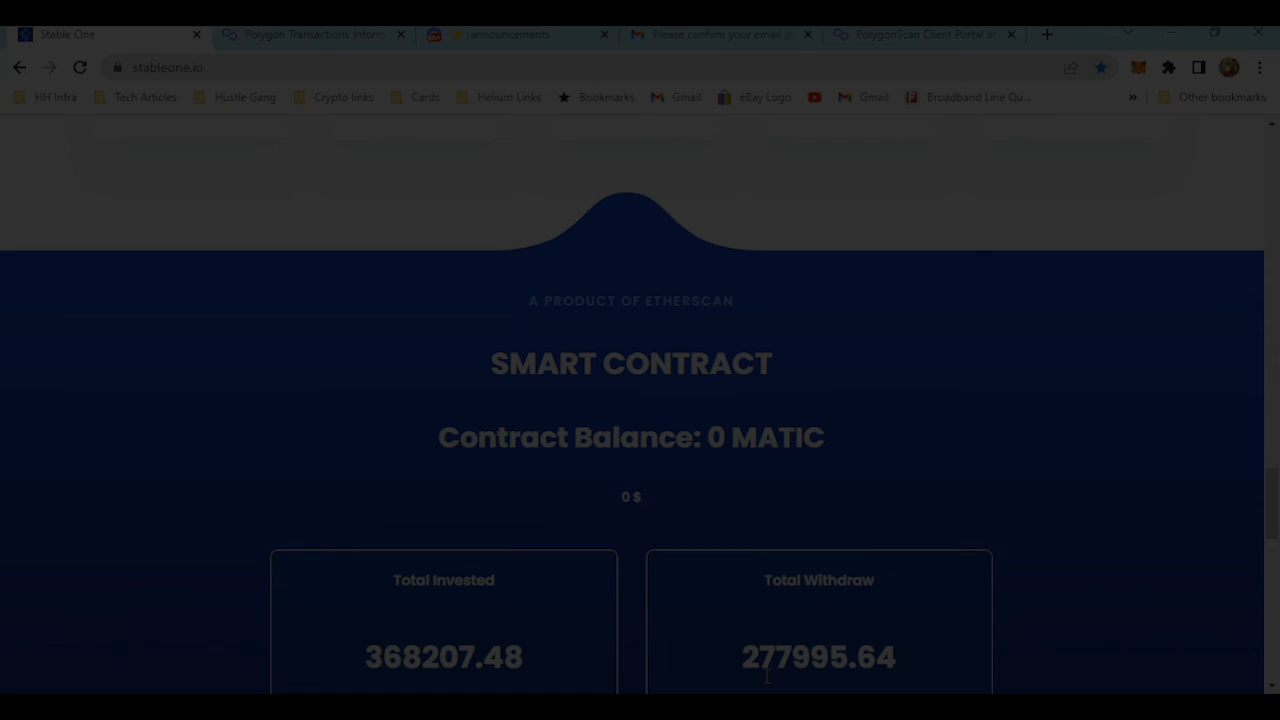 Stable One
Polygon Transactions Inform
announcements
Please confirm your email
PolygonScan Client Portal
stableone.io
HH Infra
Tech Articles
Hustle Gang
Crypto links
Cards
Helium Links
Bookmarks
Gmail
eBay Logo
Gmail
Broadband Line Qu...
»
Other bookmarks
A PRODUCT OF ETHERSCAN
SMART CONTRACT
Contract Balance: 0 MATIC
0 $
Total Invested
Total Withdraw
368207.48
277995.64